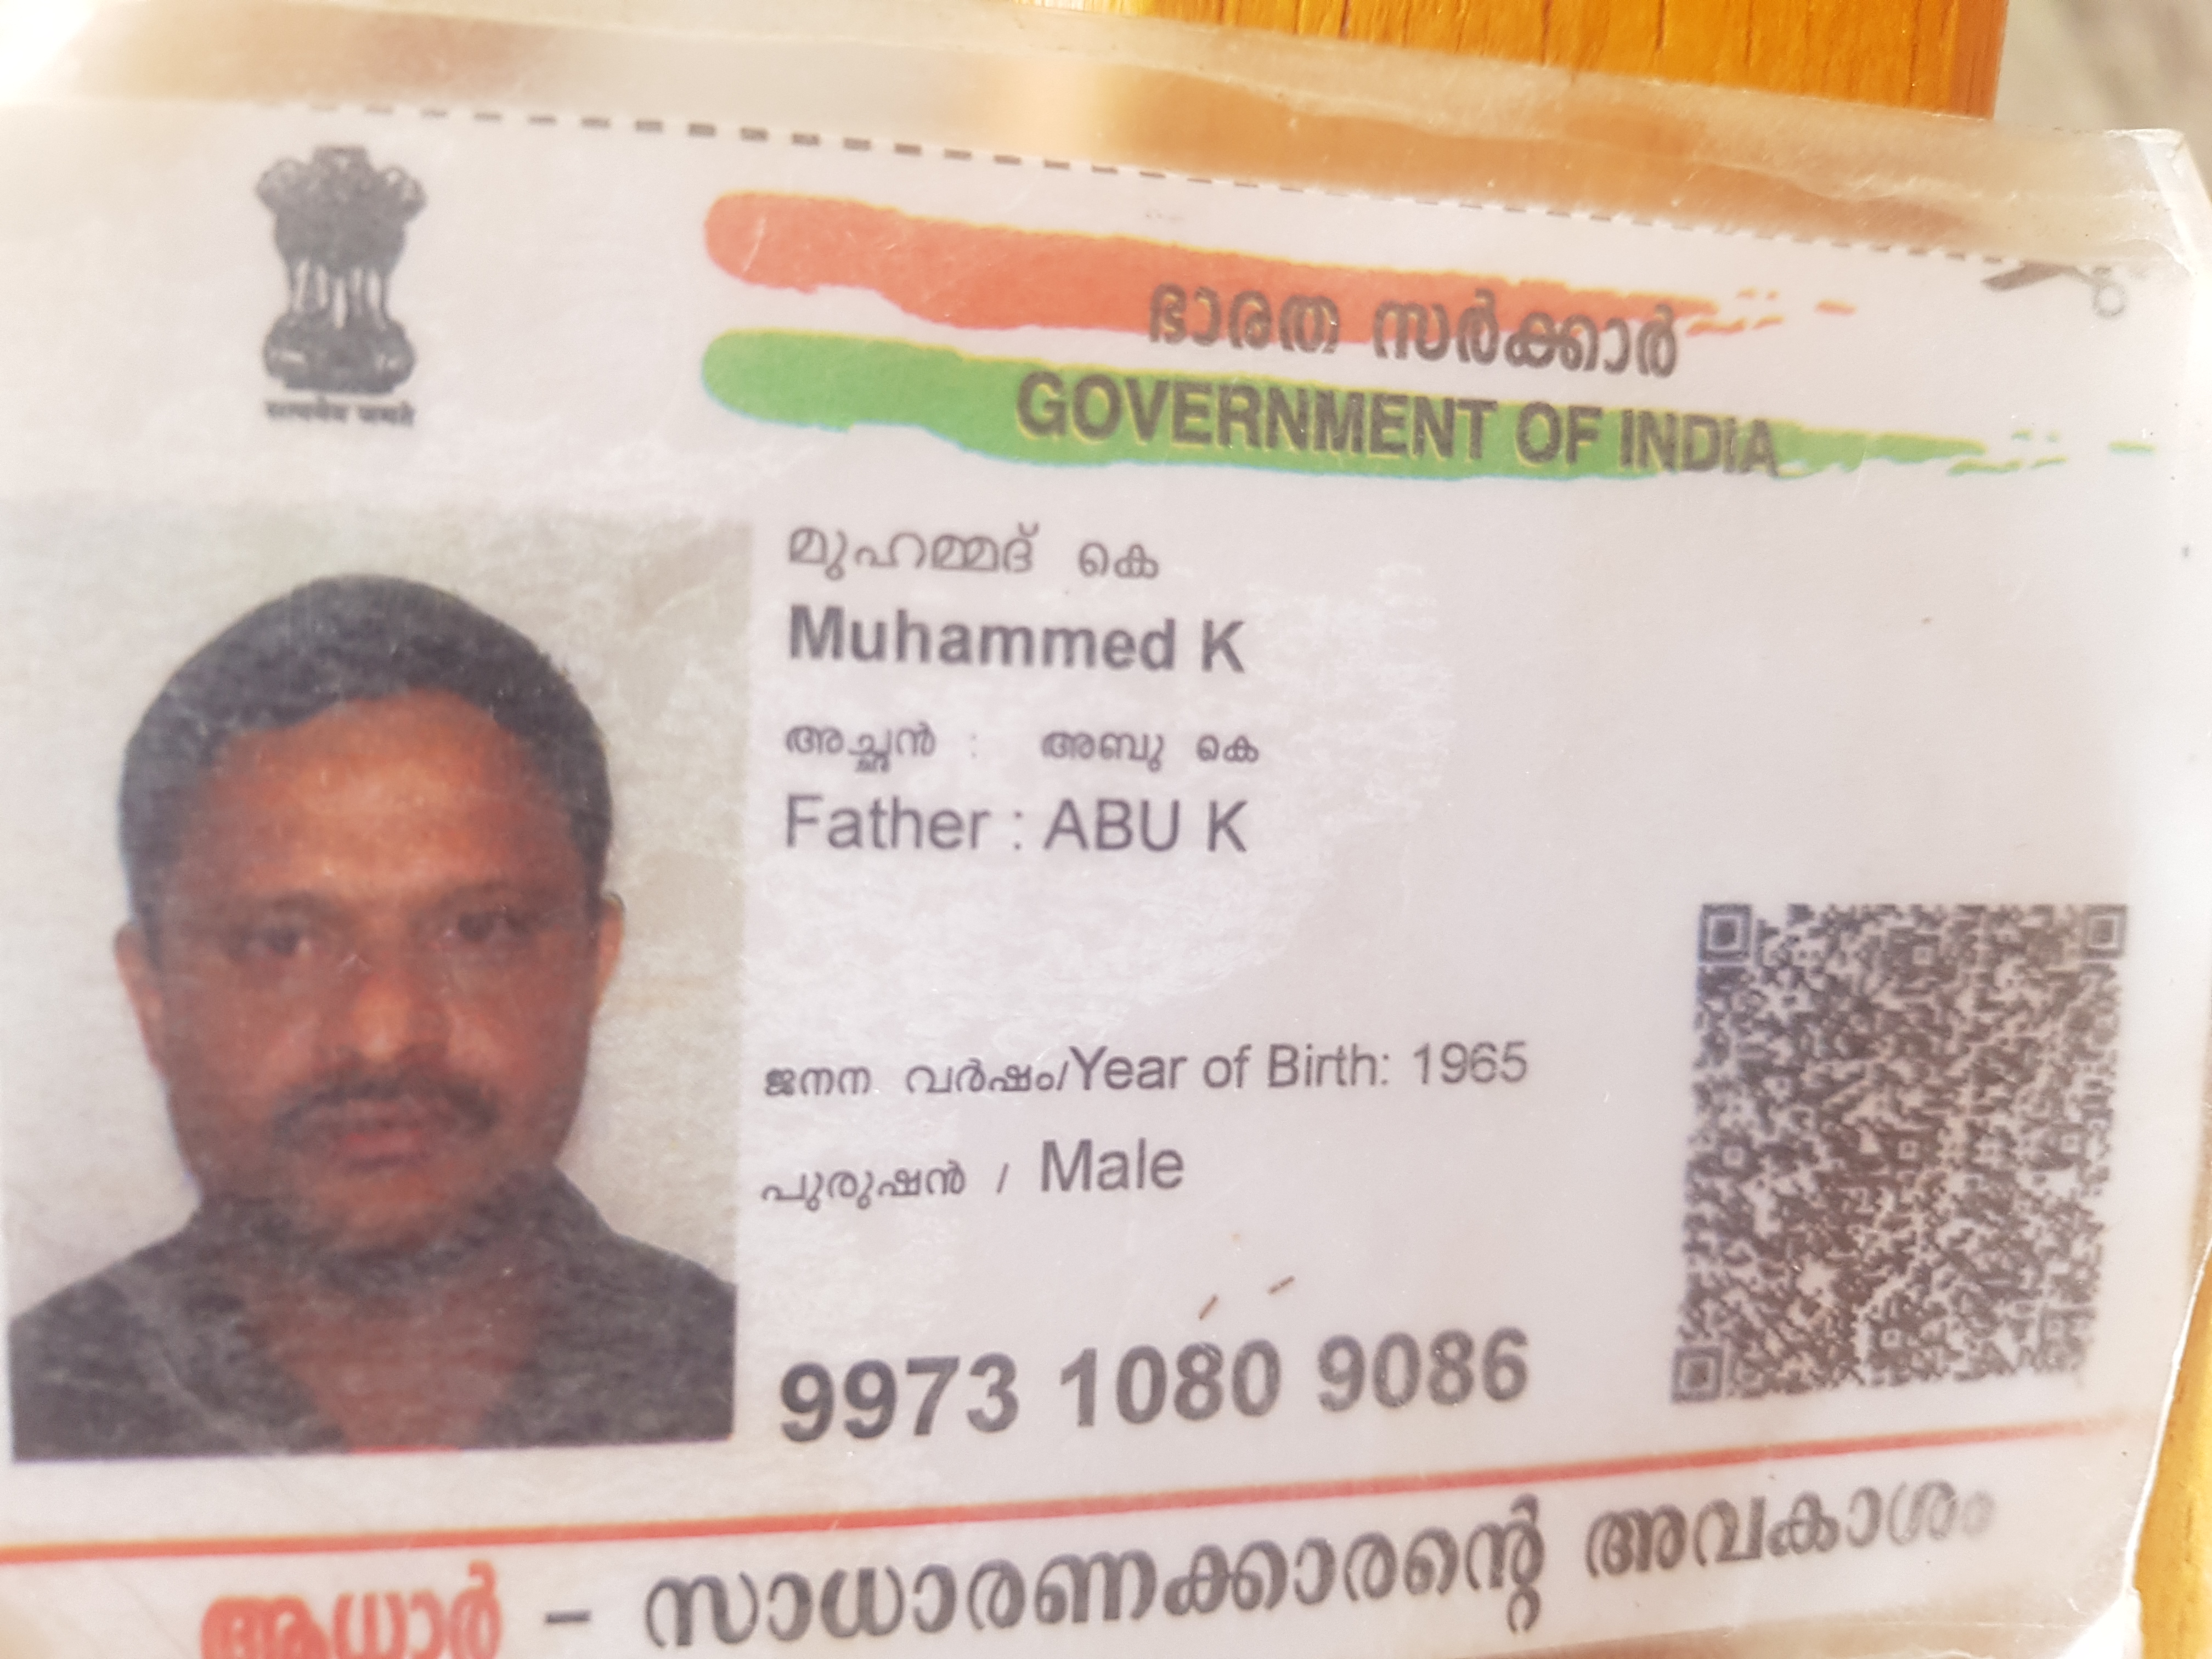 ഭാരത സർക്കാർ
GOVERNMENT OF INDIA
മുഹമ്മദ് കെ
Muhammed K
അച്ഛൻ : അബു കെ
Father : ABU K
ജനന വർഷം/Year of Birth: 1965
പുരുഷൻ / Male
9973 1080 9086
ആധാർ - സാധാരണക്കാരന്റെ അവകാശം